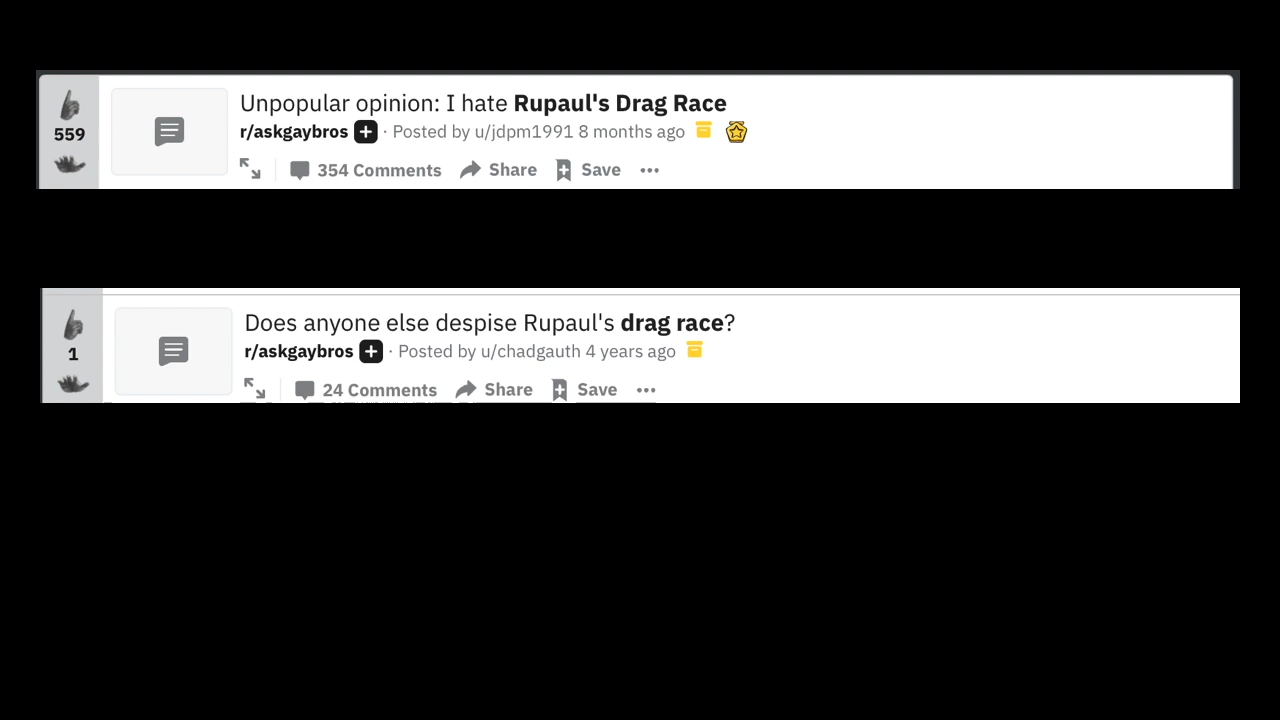 Unpopular opinion: I hate Rupaul's Drag Race
r/askgaybros · Posted by u/jdpm1991 8 months ago
559
354 Comments Share Save
Does anyone else despise Rupaul's drag race?
r/askgaybros · Posted by u/chadgauth 4 years ago
1
24 Comments Share Save